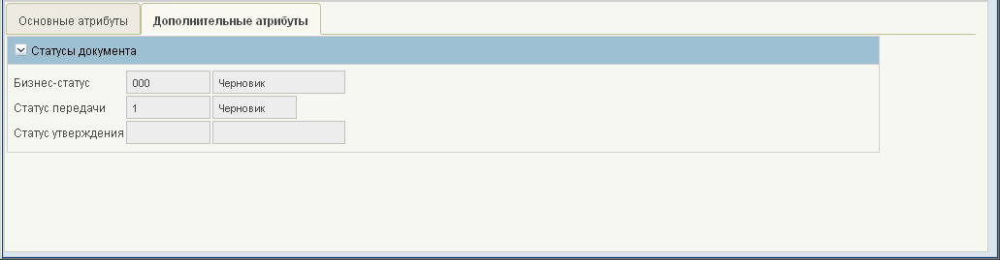 Основные атрибуты Дополнительные атрибуты
Статусы документа
Бизнес-статус 000 Черновик
Статус передачи 1 Черновик
Статус утверждения